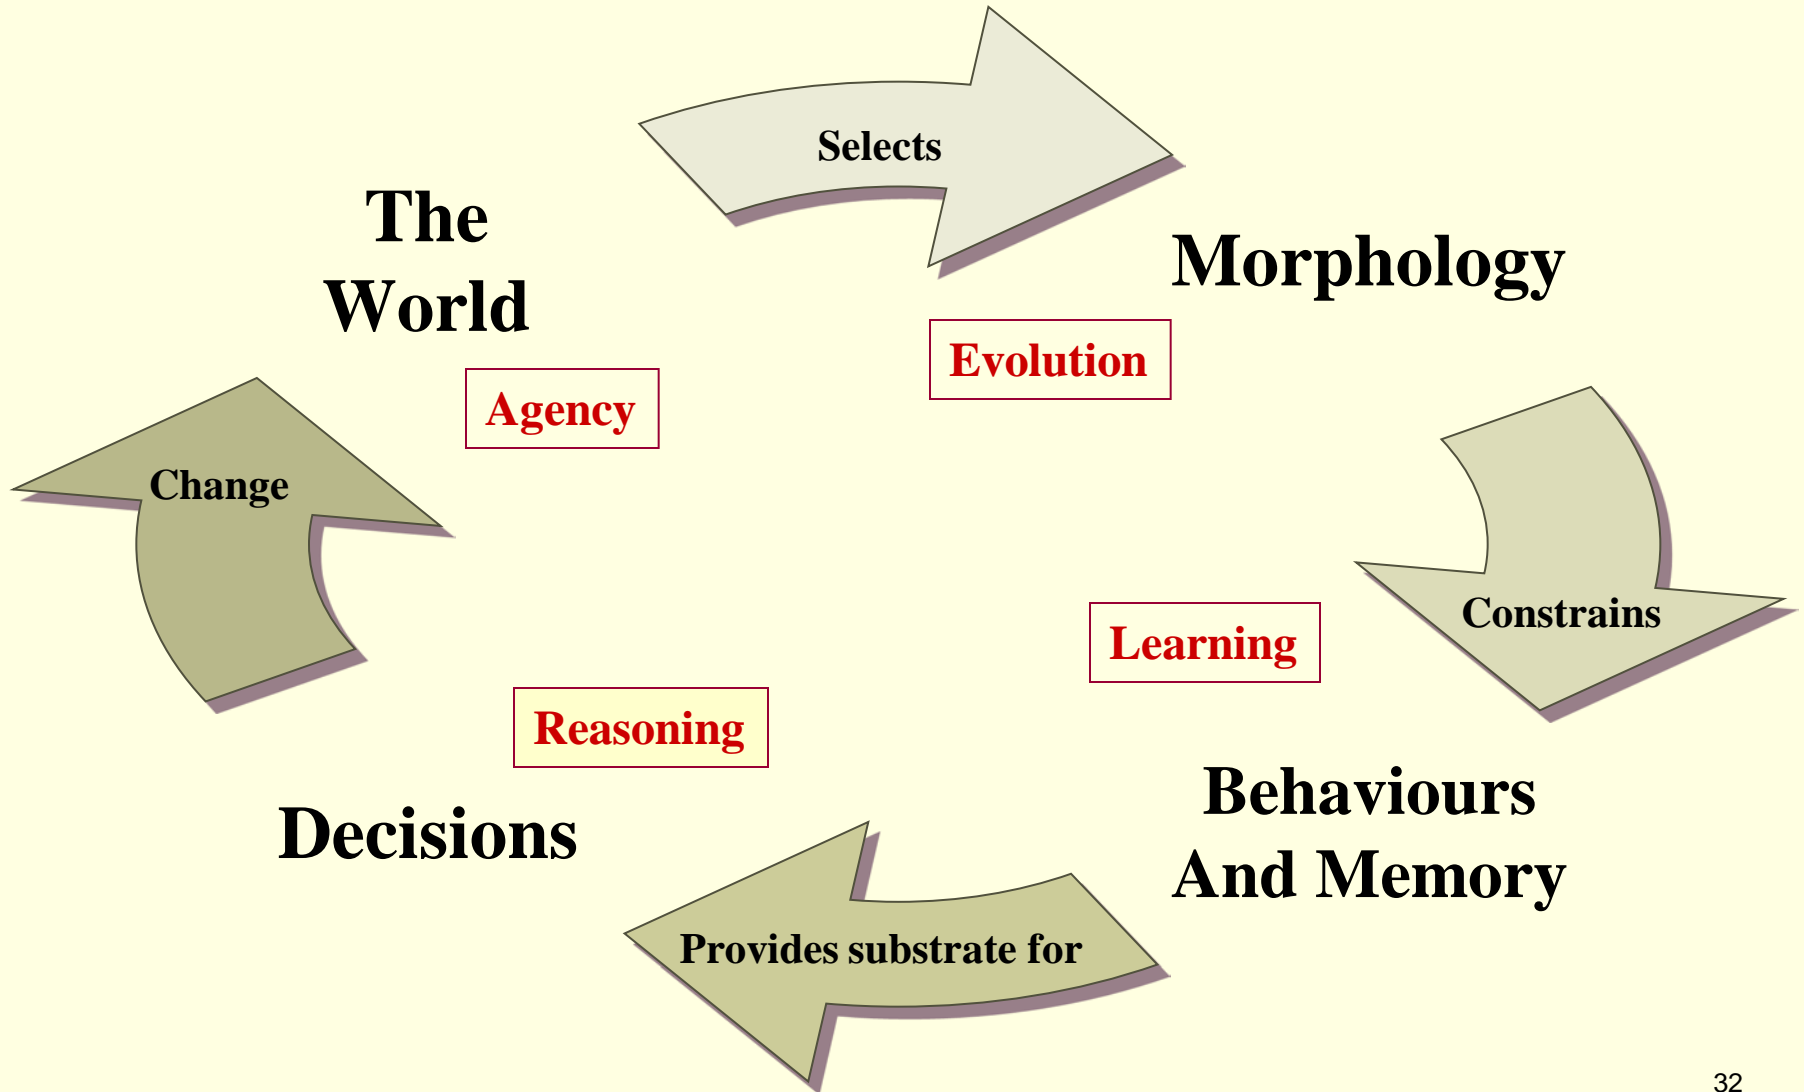 Selects
The
World
Morphology
Evolution
Agency
Change
Constrains
Learning
Reasoning
Behaviours
And Memory
Decisions
Provides substrate for
32